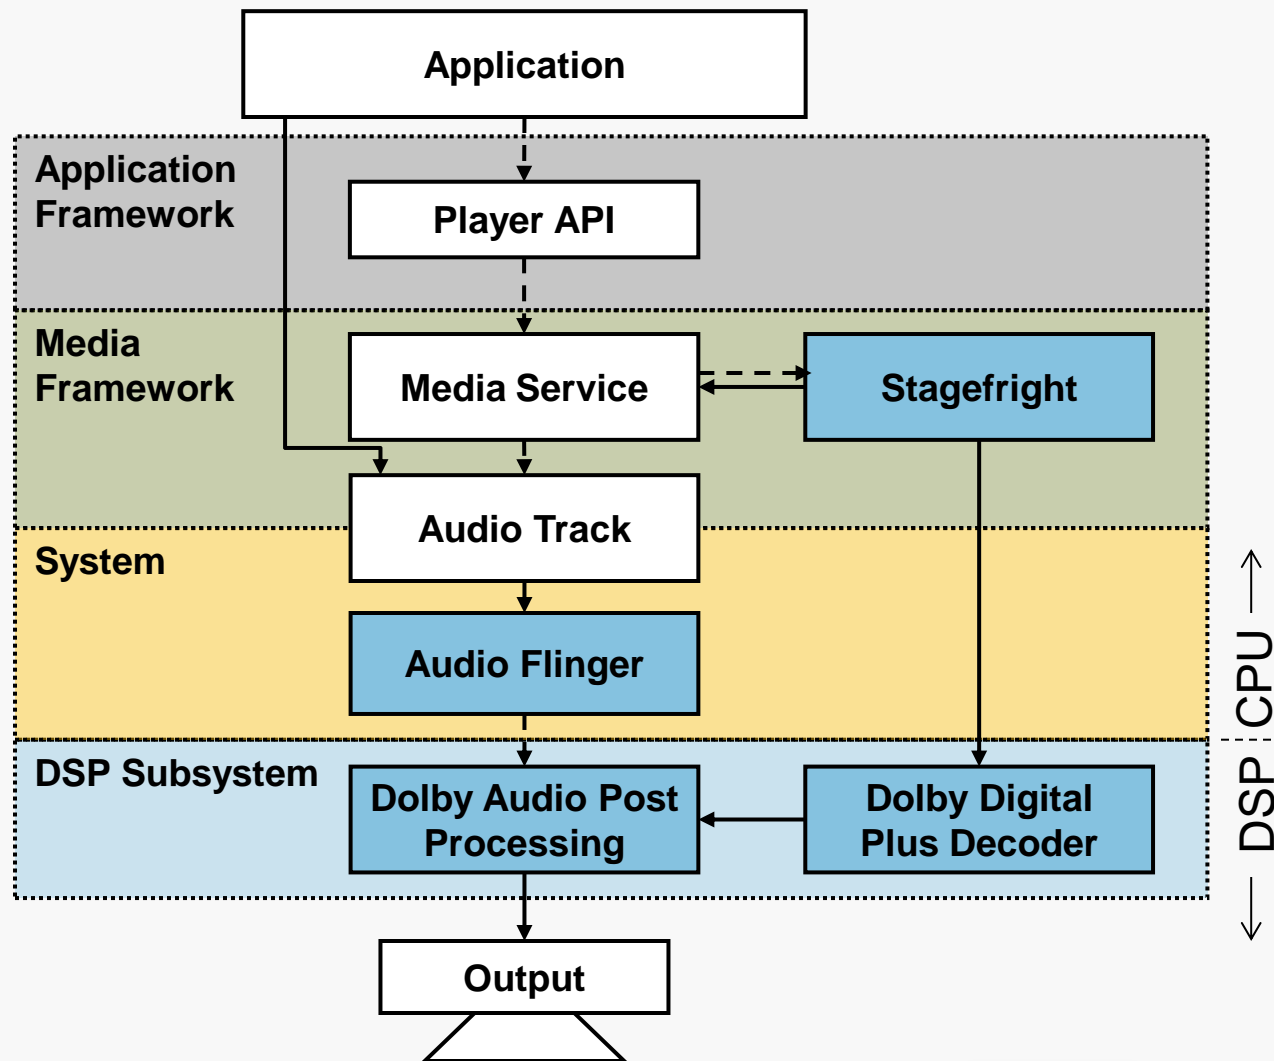 Application
Application
Framework
Player API
Media
Framework
Media Service
Stagefright
Audio Track
System
Audio Flinger
CPU
DSP
DSP Subsystem
Dolby Audio Post
Processing
Dolby Digital
Plus Decoder
Output